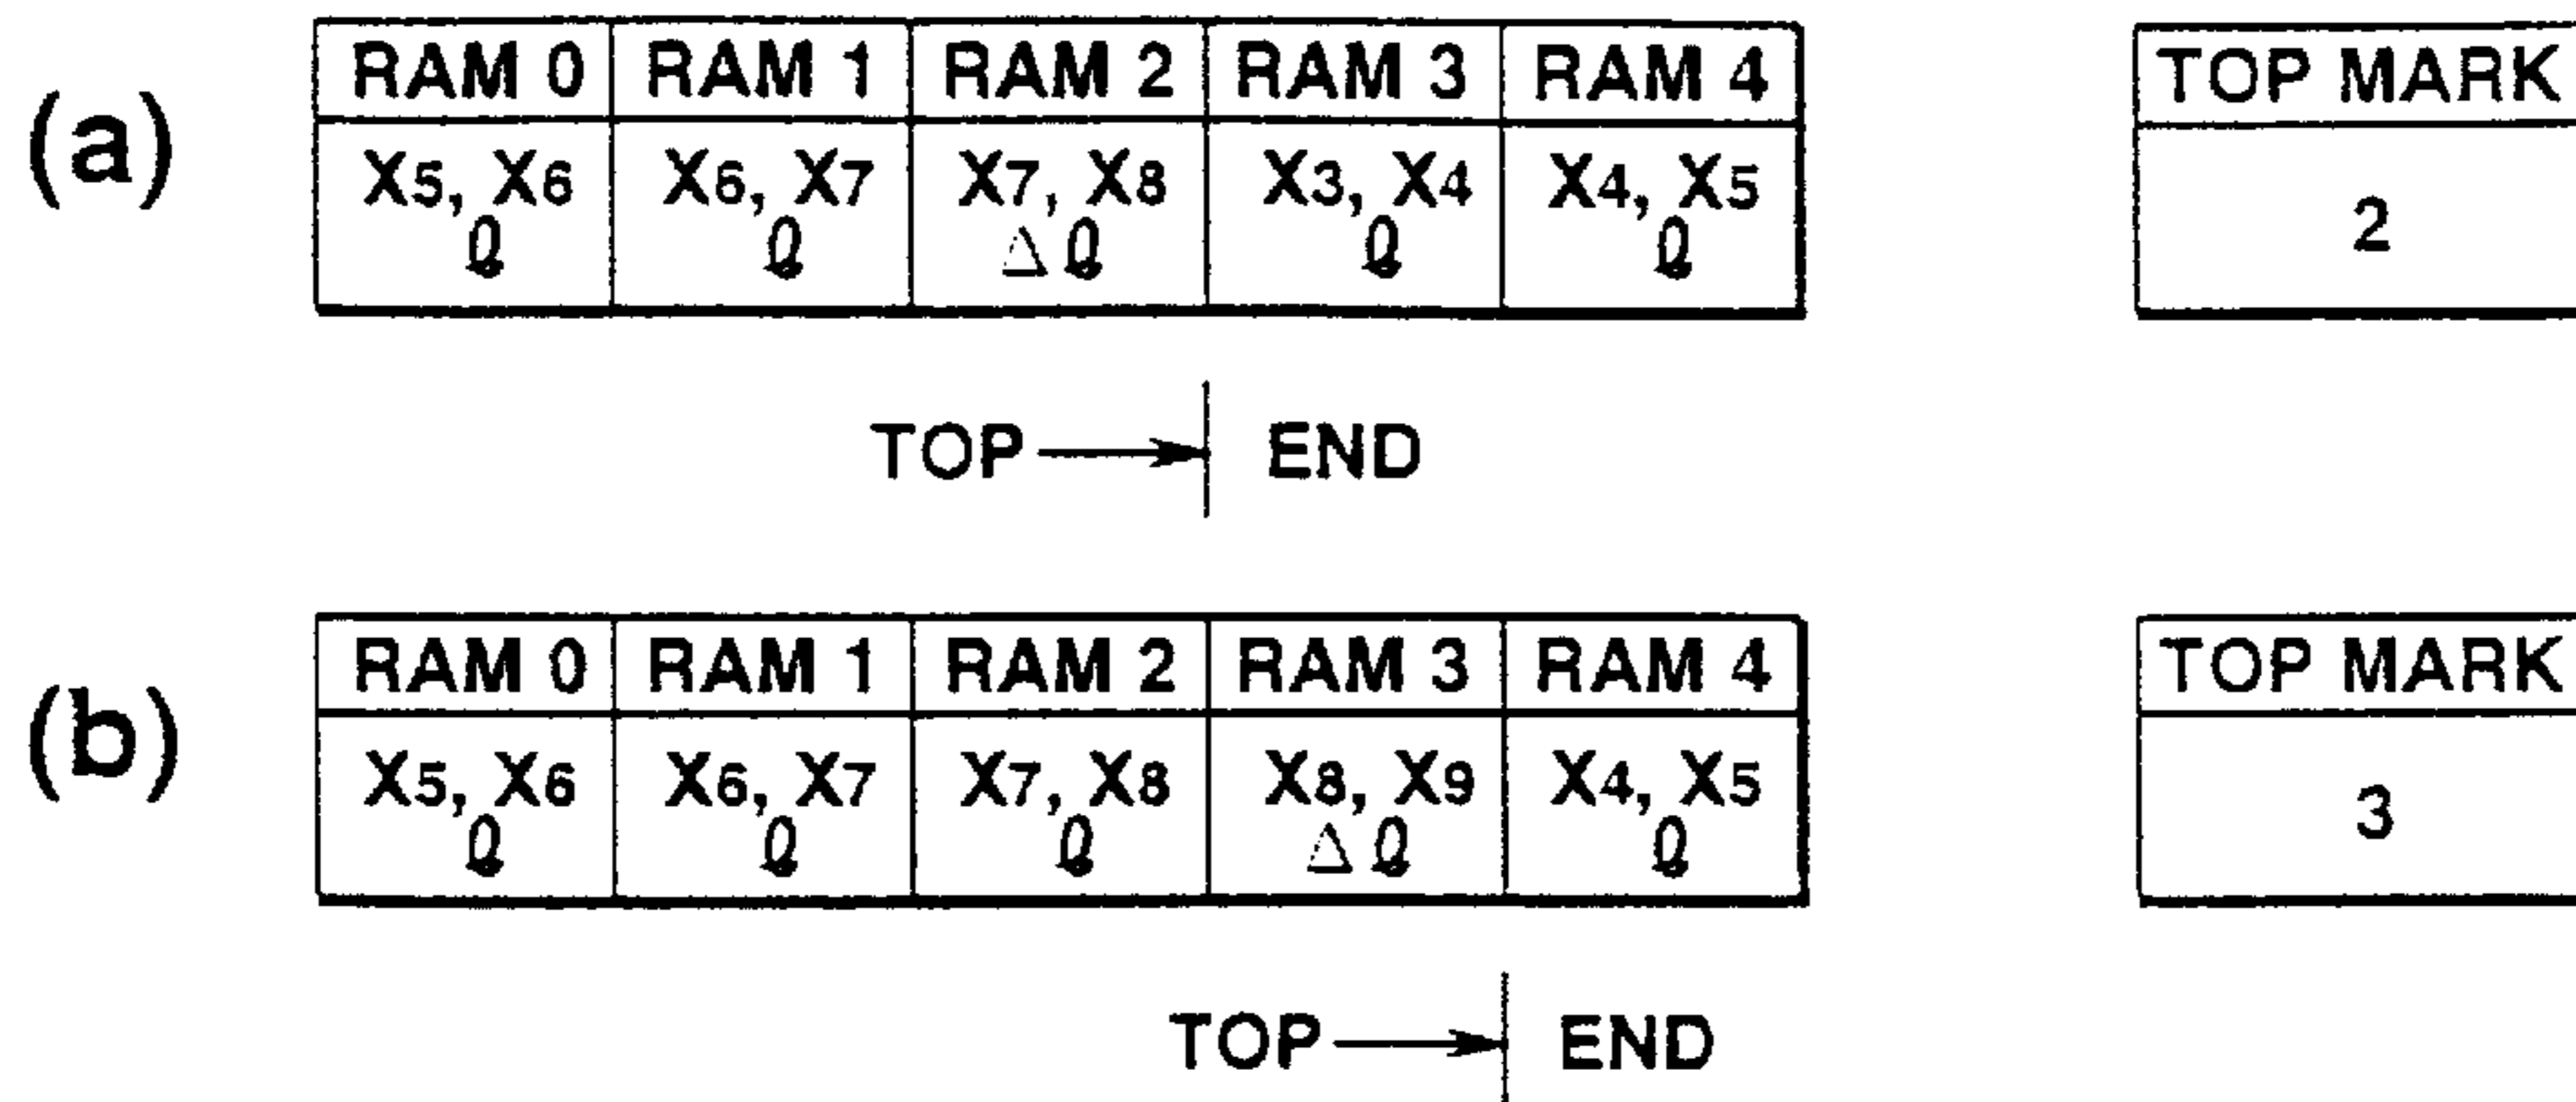 (a)
RAM 0 RAM 1 RAM 2 RAM 3 RAM 4 TOP MARK
X5, X6 X6, X7 X7, X8 X3, X4 X4, X5 2
Q Q △ Q Q Q
TOP → END
(b)
RAM 0 RAM 1 RAM 2 RAM 3 RAM 4 TOP MARK
X5, X6 X6, X7 X7, X8 X8, X9 X4, X5 3
Q Q Q △ Q Q
TOP → END